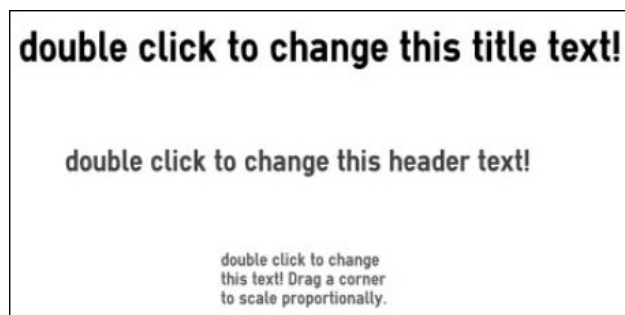 double click to change this title text!
double click to change this header text!
double click to change
this text! Drag a corner
to scale proportionally.